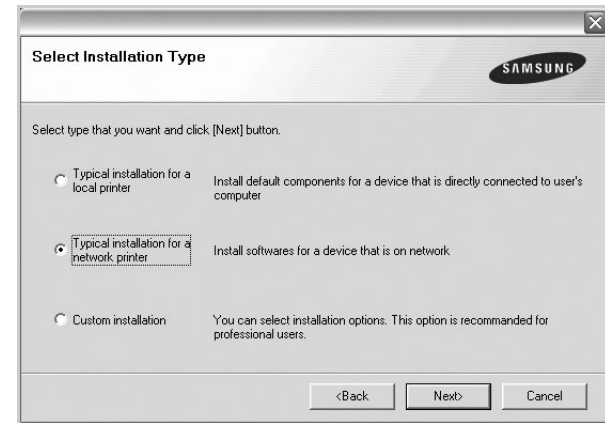 Select Installation Type
SAMSUNG
Select type that you want and click [Next] button.
Typical installation for a
local printer
Install default components for a device that is directly connected to user's
computer
Typical installation for a
network printer
Install softwares for a device that is on network
Custom installation
You can select installation options. This option is recommanded for
professional users.
<Back
Next>
Cancel